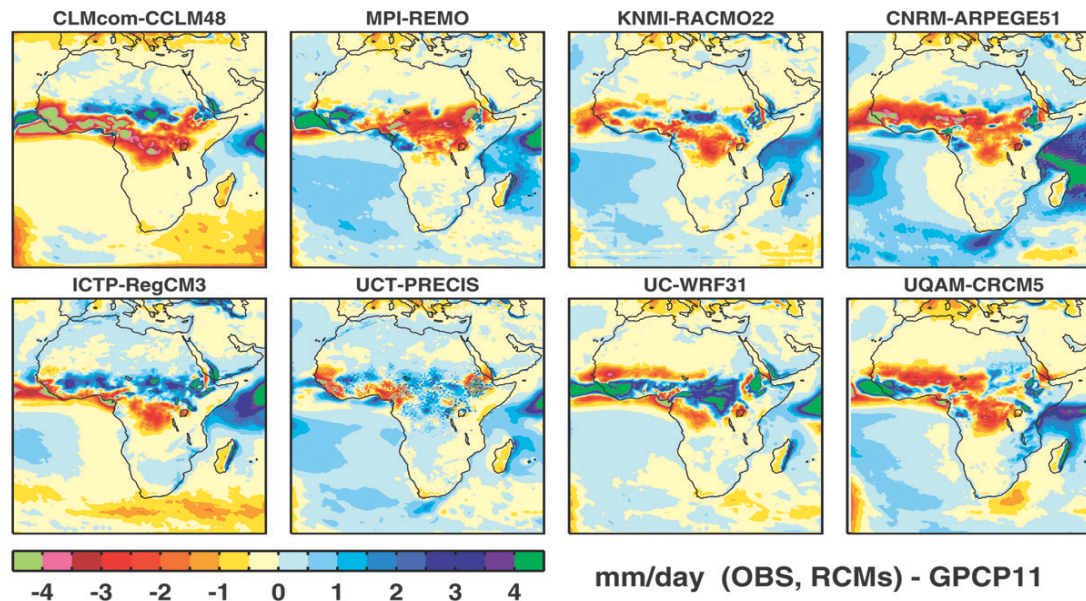 CLMcom-CCLM48 MPI-REMO KNMI-RACMO22 CNRM-ARPEGE51
ICTP-RegCM3 UCT-PRECIS UC-WRF31 UQAM-CRCM5
-4 -3 -2 -1 0 1 2 3 4
mm/day (OBS, RCMs) - GPCP11